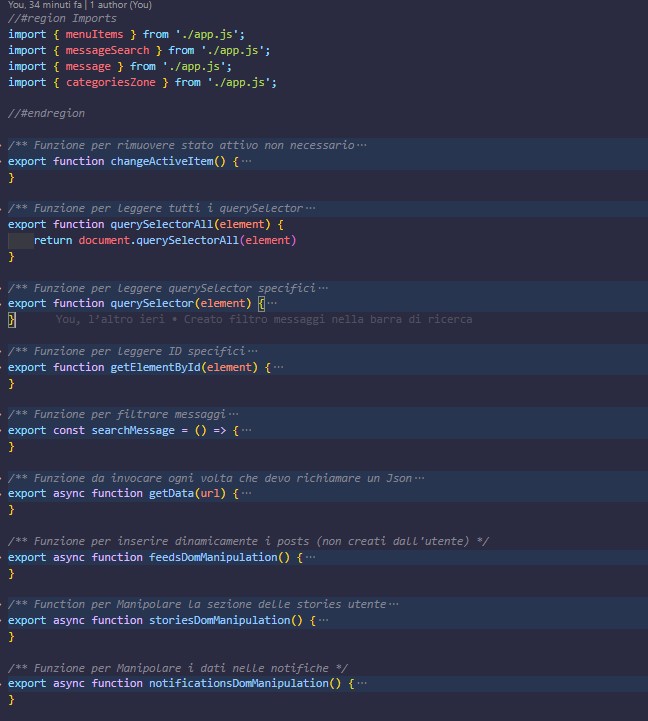 You, 34 minuti fa | 1 author (You)
//#region Imports
import { menuItems } from './app.js';
import { messageSearch } from './app.js';
import { message } from './app.js';
import { categoriesZone } from './app.js';
//#endregion
/** Funzione per rimuovere stato attivo non necessario···
export function changeActiveItem() {···
}
/** Funzione per leggere tutti i querySelector···
export function querySelectorAll(element) {
return document.querySelectorAll(element)
}
/** Funzione per leggere querySelector specifici···
export function querySelector(element) {···
} You, l'altro ieri • Creato filtro messaggi nella barra di ricerca
/** Funzione per leggere ID specifici···
export function getElementById(element) {···
}
/** Funzione per filtrare messaggi···
export const searchMessage = () => {···
}
/** Funzione da invocare ogni volta che devo richiamare un Json···
export async function getData(url) {···
}
/** Funzione per inserire dinamicamente i posts (non creati dall'utente) */
export async function feedsDomManipulation() {···
}
/** Function per Manipolare la sezione delle stories utente···
export async function storiesDomManipulation() {···
}
/** Funzione per Manipolare i dati nelle notifiche */
export async function notificationsDomManipulation() {···
}